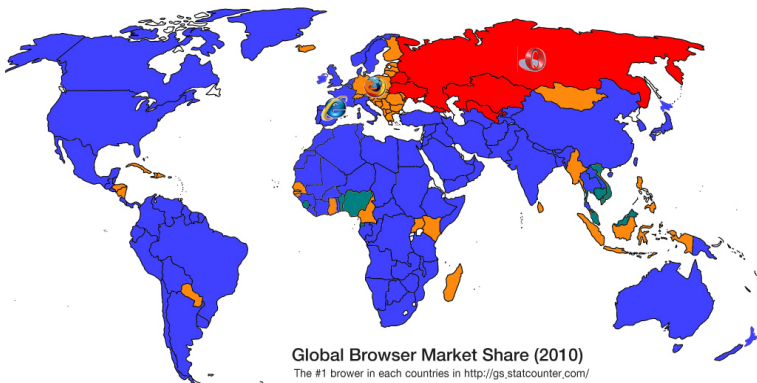 Global Browser Market Share (2010)
The #1 brower in each countries in http://gs.statcounter.com/